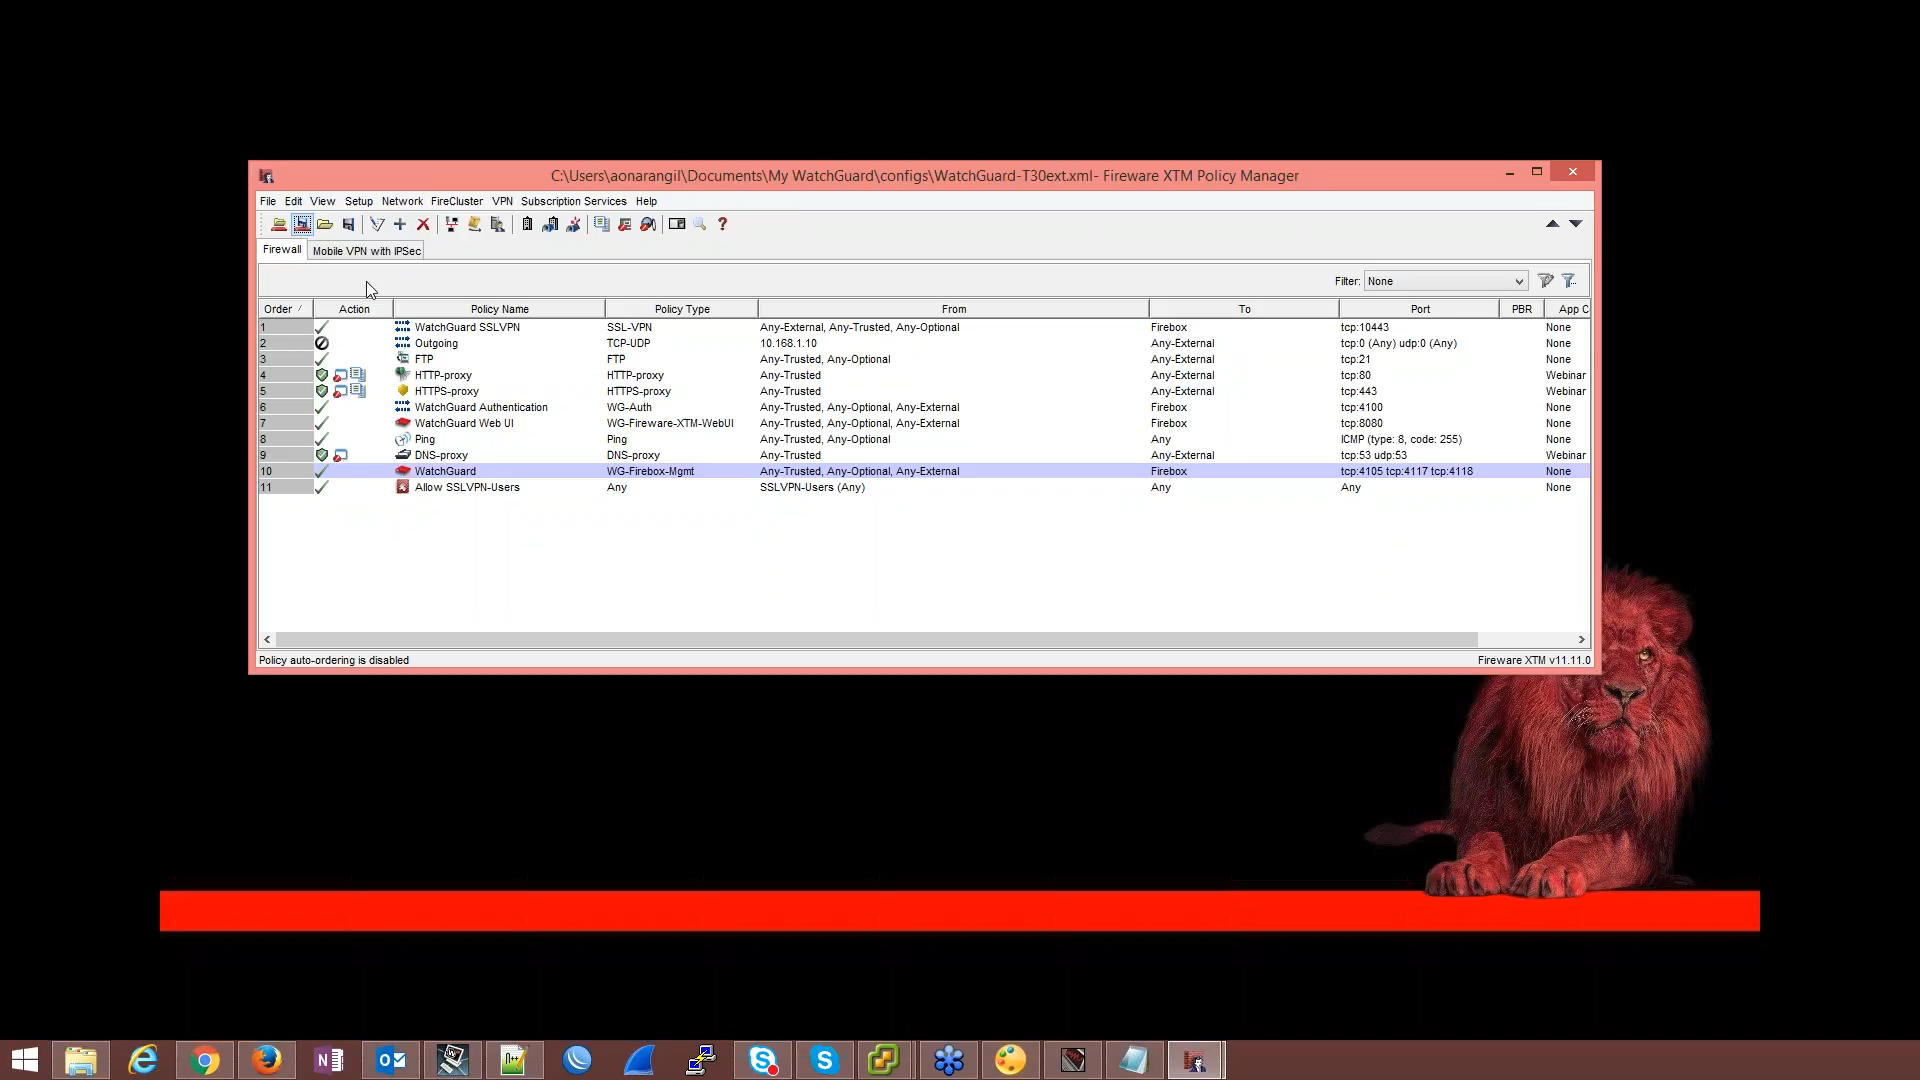 C:\Users\aonarangil\Documents\My WatchGuard\configs\WatchGuard-T30ext.xml- Fireware XTM Policy Manager
File Edit View Setup Network FireCluster VPN Subscription Services Help
Firewall Mobile VPN with IPSec
Filter: None
Order Action Policy Name Policy Type From To Port PBR App C
1 WatchGuard SSLVPN SSL-VPN Any-External, Any-Trusted, Any-Optional Firebox tcp:10443 None
2 Outgoing TCP-UDP 10.168.1.10 Any-External tcp:0 (Any) udp:0 (Any) None
3 FTP FTP Any-Trusted, Any-Optional Any-External tcp:21 None
4 HTTP-proxy HTTP-proxy Any-Trusted Any-External tcp:80 Webinar
5 HTTPS-proxy HTTPS-proxy Any-Trusted Any-External tcp:443 Webinar
6 WatchGuard Authentication WG-Auth Any-Trusted, Any-Optional, Any-External Firebox tcp:4100 None
7 WatchGuard Web UI WG-Fireware-XTM-WebUI Any-Trusted, Any-Optional, Any-External Firebox tcp:8080 None
8 Ping Ping Any-Trusted, Any-Optional Any ICMP (type: 8, code: 255) None
9 DNS-proxy DNS-proxy Any-Trusted Any-External tcp:53 udp:53 Webinar
10 WatchGuard WG-Firebox-Mgmt Any-Trusted, Any-Optional, Any-External Firebox tcp:4105 tcp:4117 tcp:4118 None
11 Allow SSLVPN-Users Any SSLVPN-Users (Any) Any Any None
Policy auto-ordering is disabled Fireware XTM v11.11.0